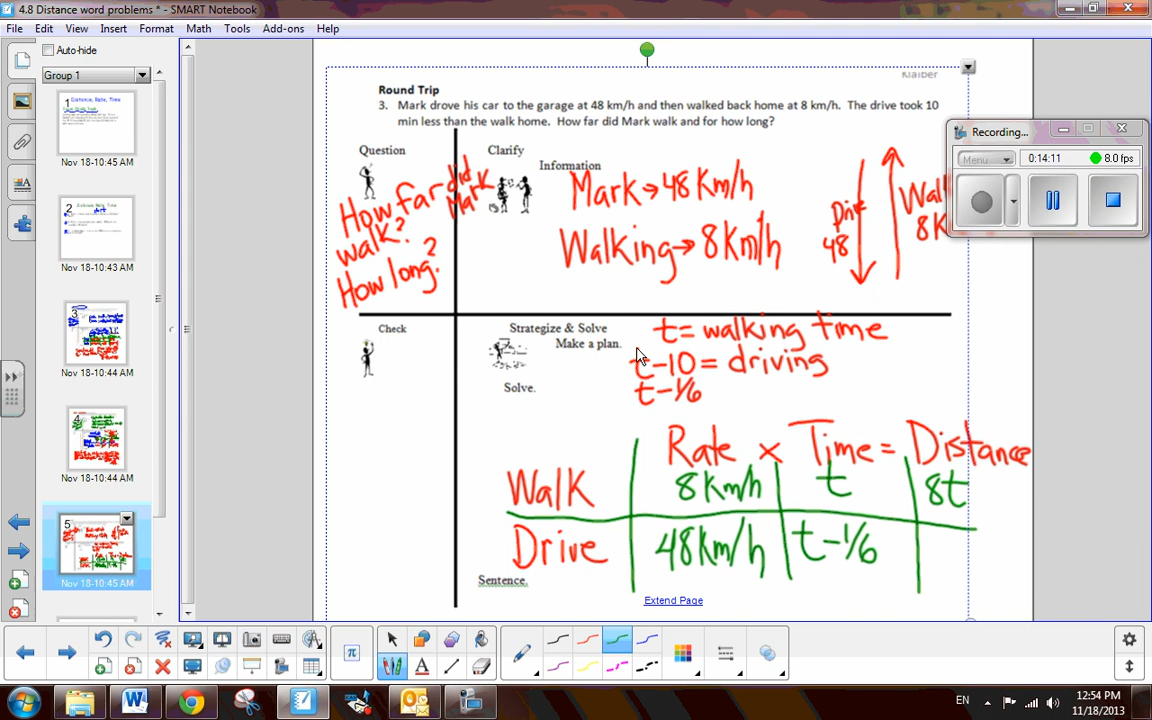 4.8 Distance word problems * - SMART Notebook
File Edit View Insert Format Math Tools Add-ons Help
Auto-hide
Group 1
Nov 18-10:45 AM
Nov 18-10:43 AM
Nov 18-10:44 AM
Nov 18-10:44 AM
Nov 18-10:45 AM
Klaiber
Round Trip
3. Mark drove his car to the garage at 48 km/h and then walked back home at 8 km/h. The drive took 10
min less than the walk home. How far did Mark walk and for how long?
Question
Clarify
Information
How far did Mark
walk?
How long?
Mark → 48 km/h
Walking → 8 km/h
Drive
48
Walk
8K
Recording...
Menu
0:14:11
8.0 fps
Check
Strategize & Solve
Make a plan.
Solve.
t = walking time
t - 10 = driving
t - 1/6
Rate x Time = Distance
Walk 8 km/h t 8t
Drive 48 km/h t - 1/6
Sentence.
Extend Page
EN
12:54 PM
11/18/2013